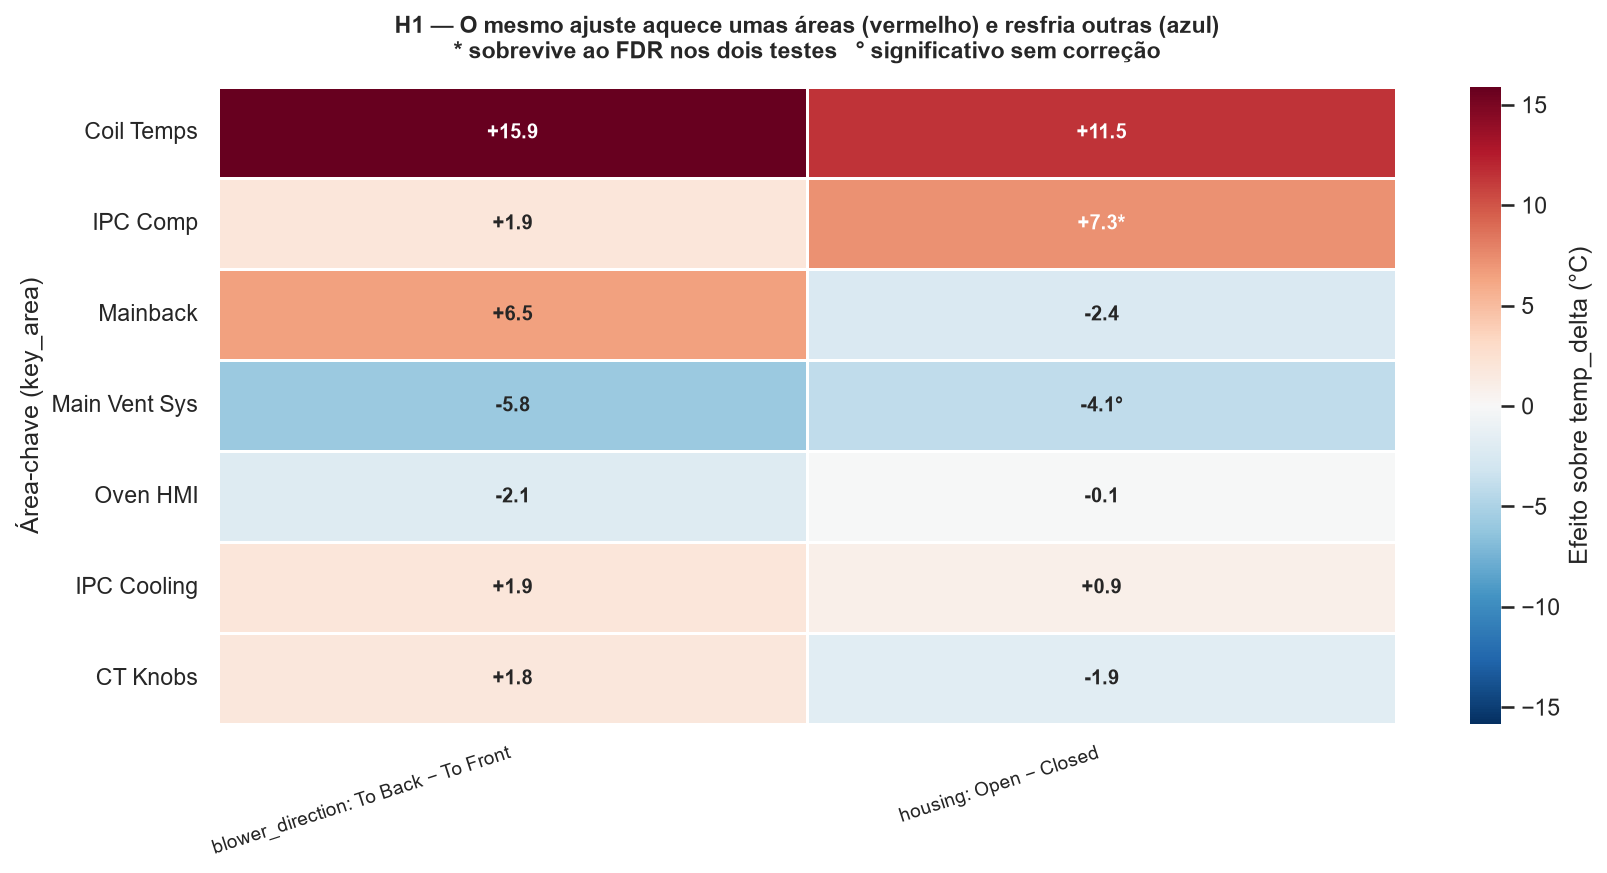 H1 — O mesmo ajuste aquece umas áreas (vermelho) e resfria outras (azul)
* sobrevive ao FDR nos dois testes   ° significativo sem correção
Área-chave (key_area)
Coil Temps
+15.9
+11.5
IPC Comp
+1.9
+7.3*
Mainback
+6.5
-2.4
Main Vent Sys
-5.8
-4.1°
Oven HMI
-2.1
-0.1
IPC Cooling
+1.9
+0.9
CT Knobs
+1.8
-1.9
blower_direction: To Back − To Front
housing: Open − Closed
15
10
5
0
−5
−10
−15
Efeito sobre temp_delta (°C)